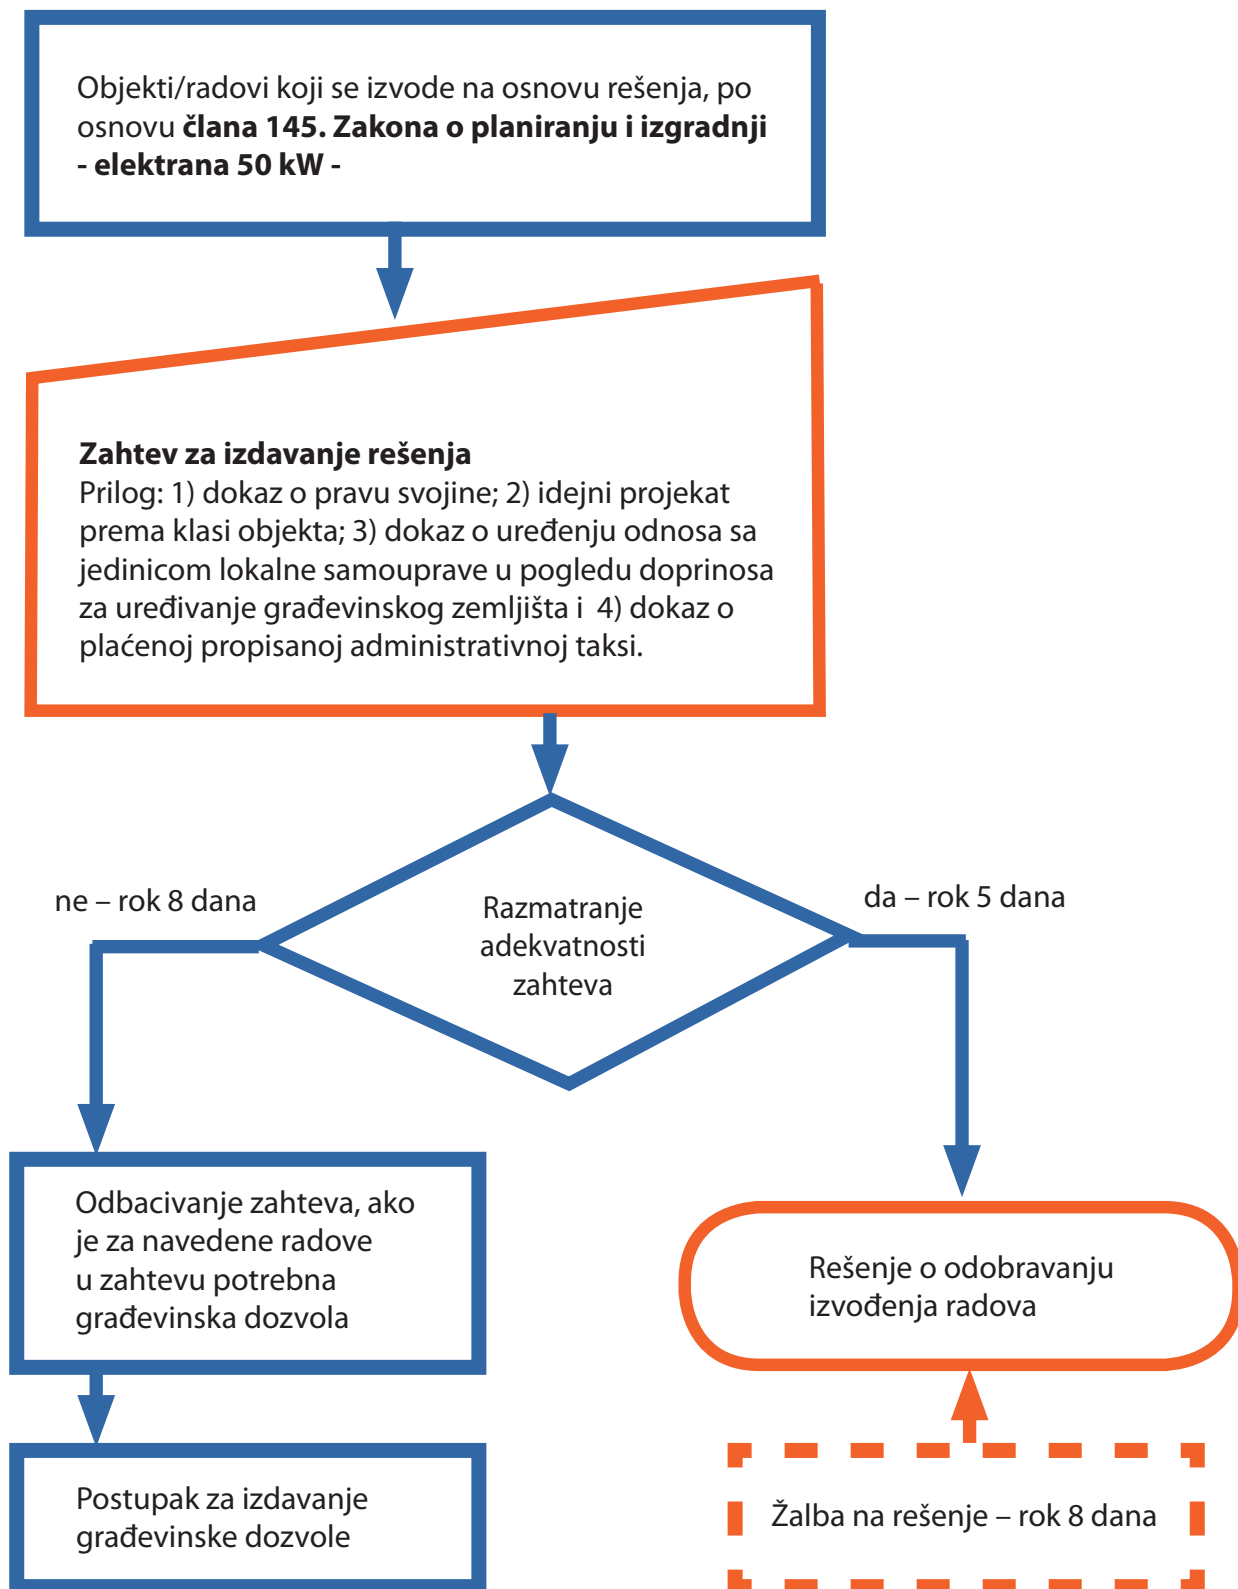 Objekti/radovi koji se izvode na osnovu rešenja, po
osnovu člana 145. Zakona o planiranju i izgradnji
- elektrana 50 kW -
Zahtev za izdavanje rešenja
Prilog: 1) dokaz o pravu svojine; 2) idejni projekat
prema klasi objekta; 3) dokaz o uređenju odnosa sa
jedinicom lokalne samouprave u pogledu doprinosa
za uređivanje građevinskog zemljišta i 4) dokaz o
plaćenoj propisanoj administrativnoj taksi.
ne – rok 8 dana
da – rok 5 dana
Razmatranje
adekvatnosti
zahteva
Odbacivanje zahteva, ako
je za navedene radove
u zahtevu potrebna
građevinska dozvola
Rešenje o odobravanju
izvođenja radova
Postupak za izdavanje
građevinske dozvole
Žalba na rešenje – rok 8 dana